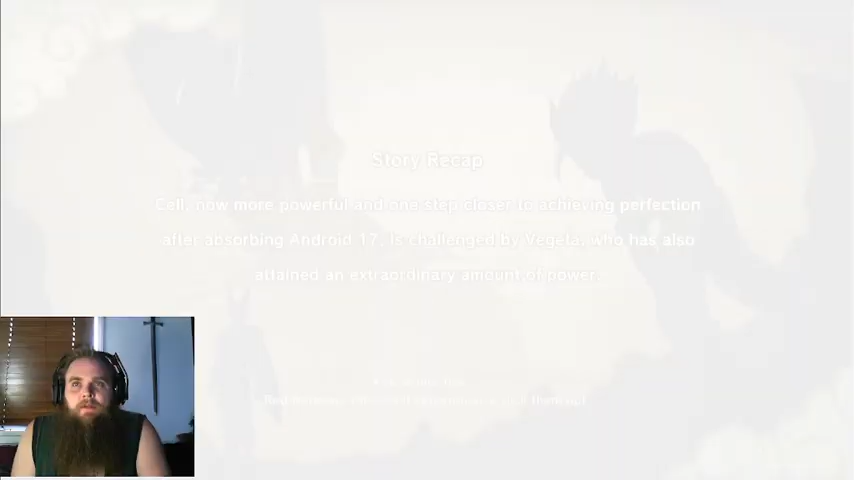 Story Recap
Cell, now more powerful and one step closer to achieving perfection
after absorbing Android 17, is challenged by Vegeta, who has also
attained an extraordinary amount of power.